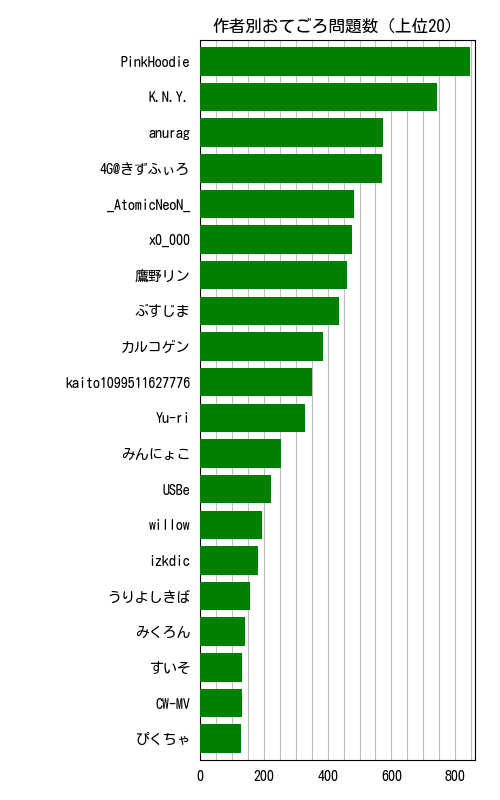 作者別おてごろ問題数 (上位20)
PinkHoodie
K.N.Y.
anurag
4G@きずふぃろ
_AtomicNeoN_
x0_000
鷹野リン
ぶすじま
カルコゲン
kaito1099511627776
Yu-ri
みんにょこ
USBe
willow
izkdic
うりよしきば
みくろん
すいそ
CW-MV
ぴくちゃ
0 200 400 600 800